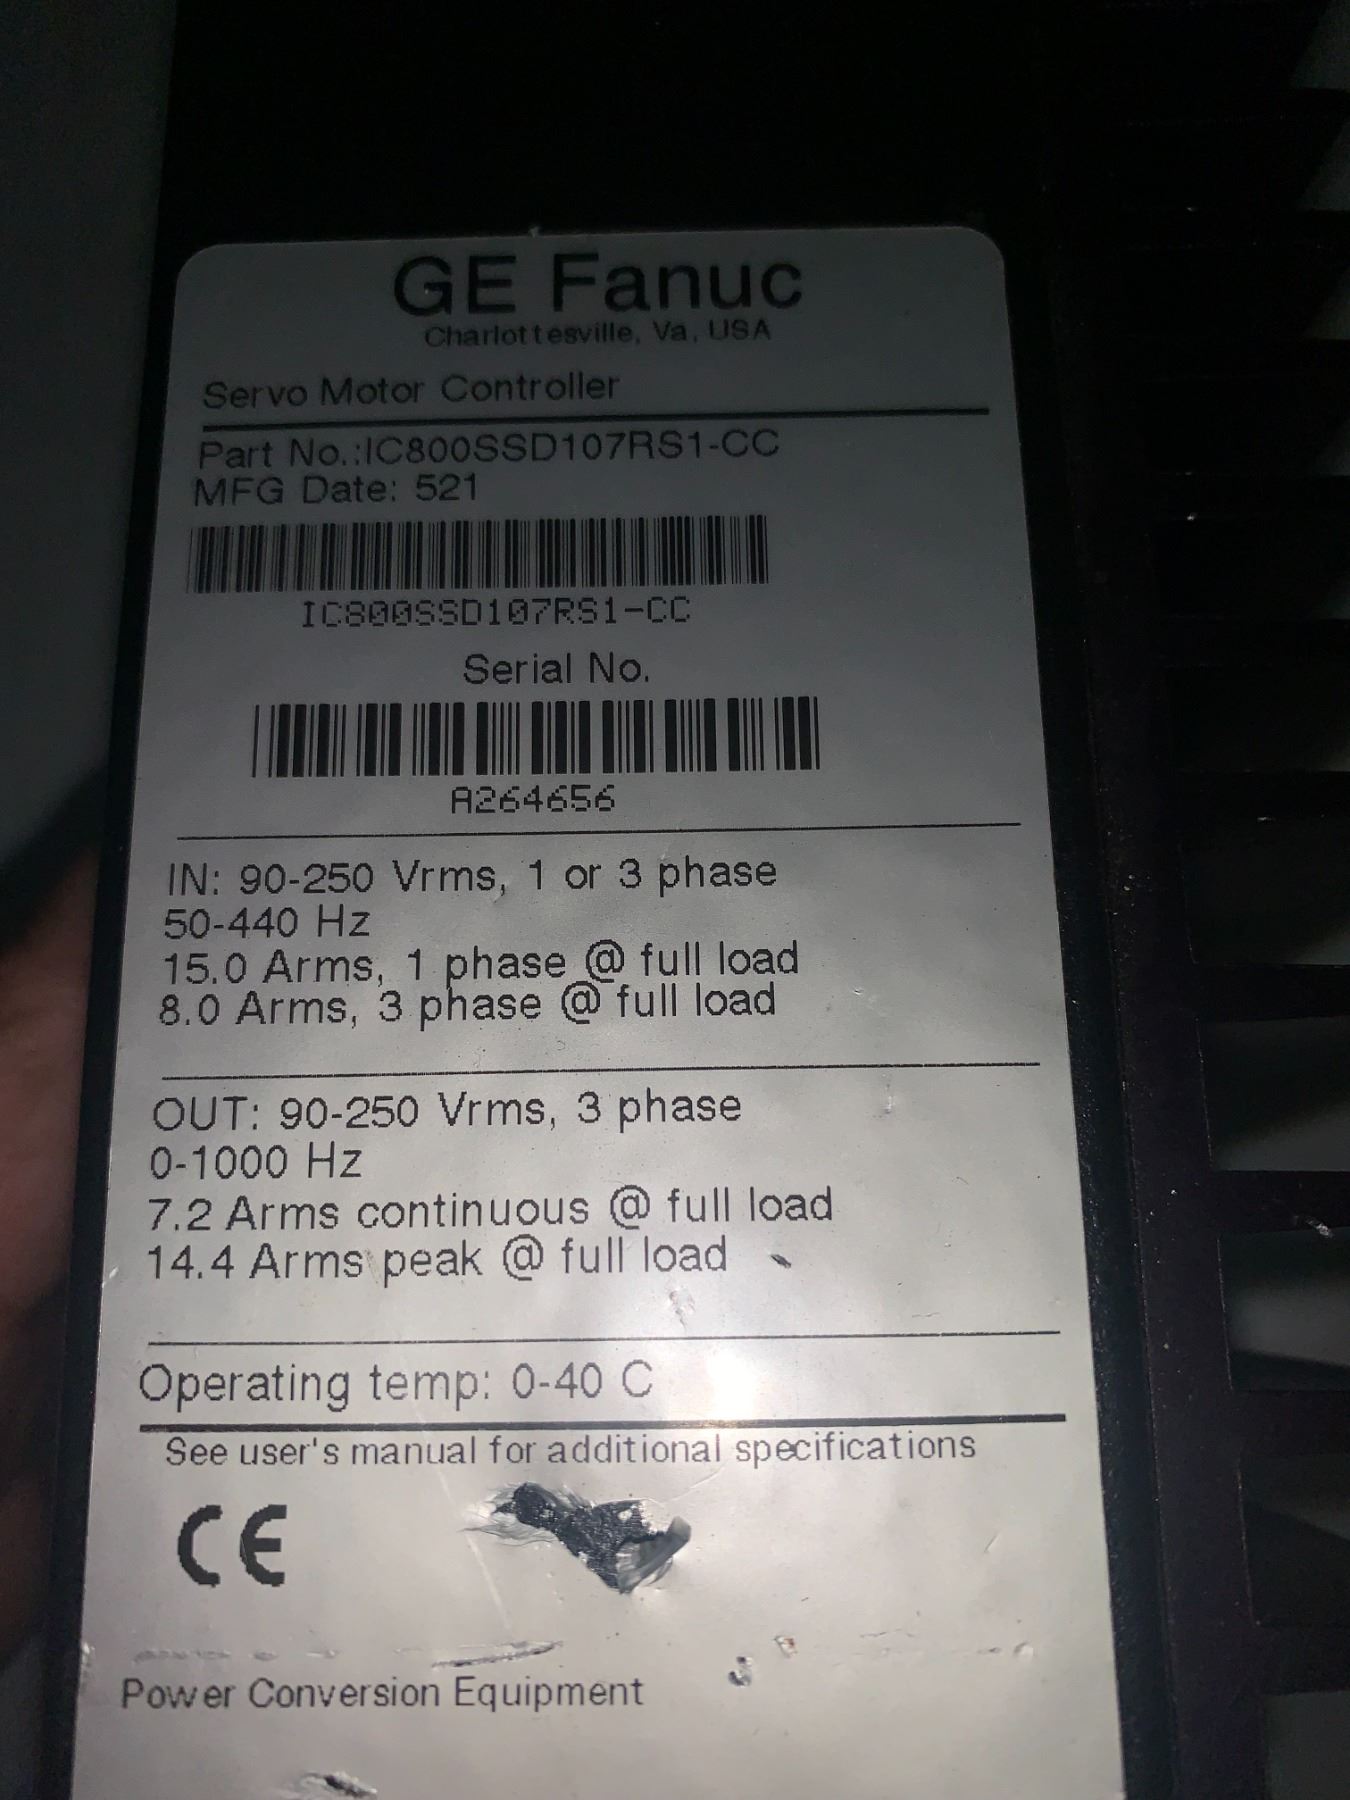 GE Fanuc
Charlottesville, Va, USA
Servo Motor Controller
Part No.:IC800SSD107RS1-CC
MFG Date: 521
IC800SSD107RS1-CC
Serial No.
A264656
IN: 90-250 Vrms, 1 or 3 phase
50-440 Hz
15.0 Arms, 1 phase @ full load
8.0 Arms, 3 phase @ full load
OUT: 90-250 Vrms, 3 phase
0-1000 Hz
7.2 Arms continuous @ full load
14.4 Arms peak @ full load
Operating temp: 0-40 C
See user's manual for additional specifications
CE
Power Conversion Equipment